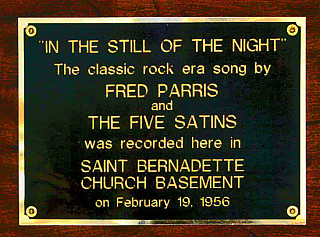 "IN THE STILL OF THE NIGHT"
The classic rock era song by
FRED PARRIS
and
THE FIVE SATINS
was recorded here in
SAINT BERNADETTE
CHURCH BASEMENT
on February 19, 1956